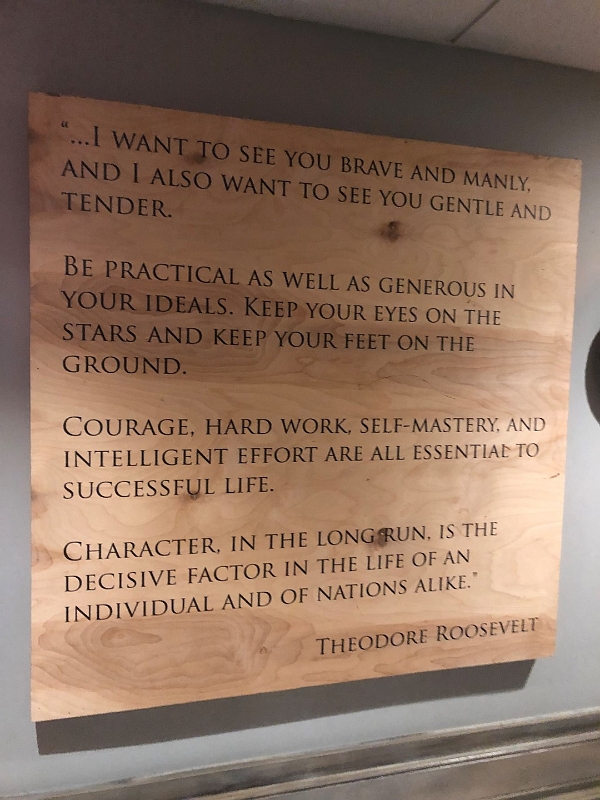 “...I WANT TO SEE YOU BRAVE AND MANLY,
AND I ALSO WANT TO SEE YOU GENTLE AND
TENDER.
BE PRACTICAL AS WELL AS GENEROUS IN
YOUR IDEALS. KEEP YOUR EYES ON THE
STARS AND KEEP YOUR FEET ON THE
GROUND.
COURAGE, HARD WORK, SELF-MASTERY, AND
INTELLIGENT EFFORT ARE ALL ESSENTIAL TO
SUCCESSFUL LIFE.
CHARACTER, IN THE LONG RUN, IS THE
DECISIVE FACTOR IN THE LIFE OF AN
INDIVIDUAL AND OF NATIONS ALIKE."
THEODORE ROOSEVELT